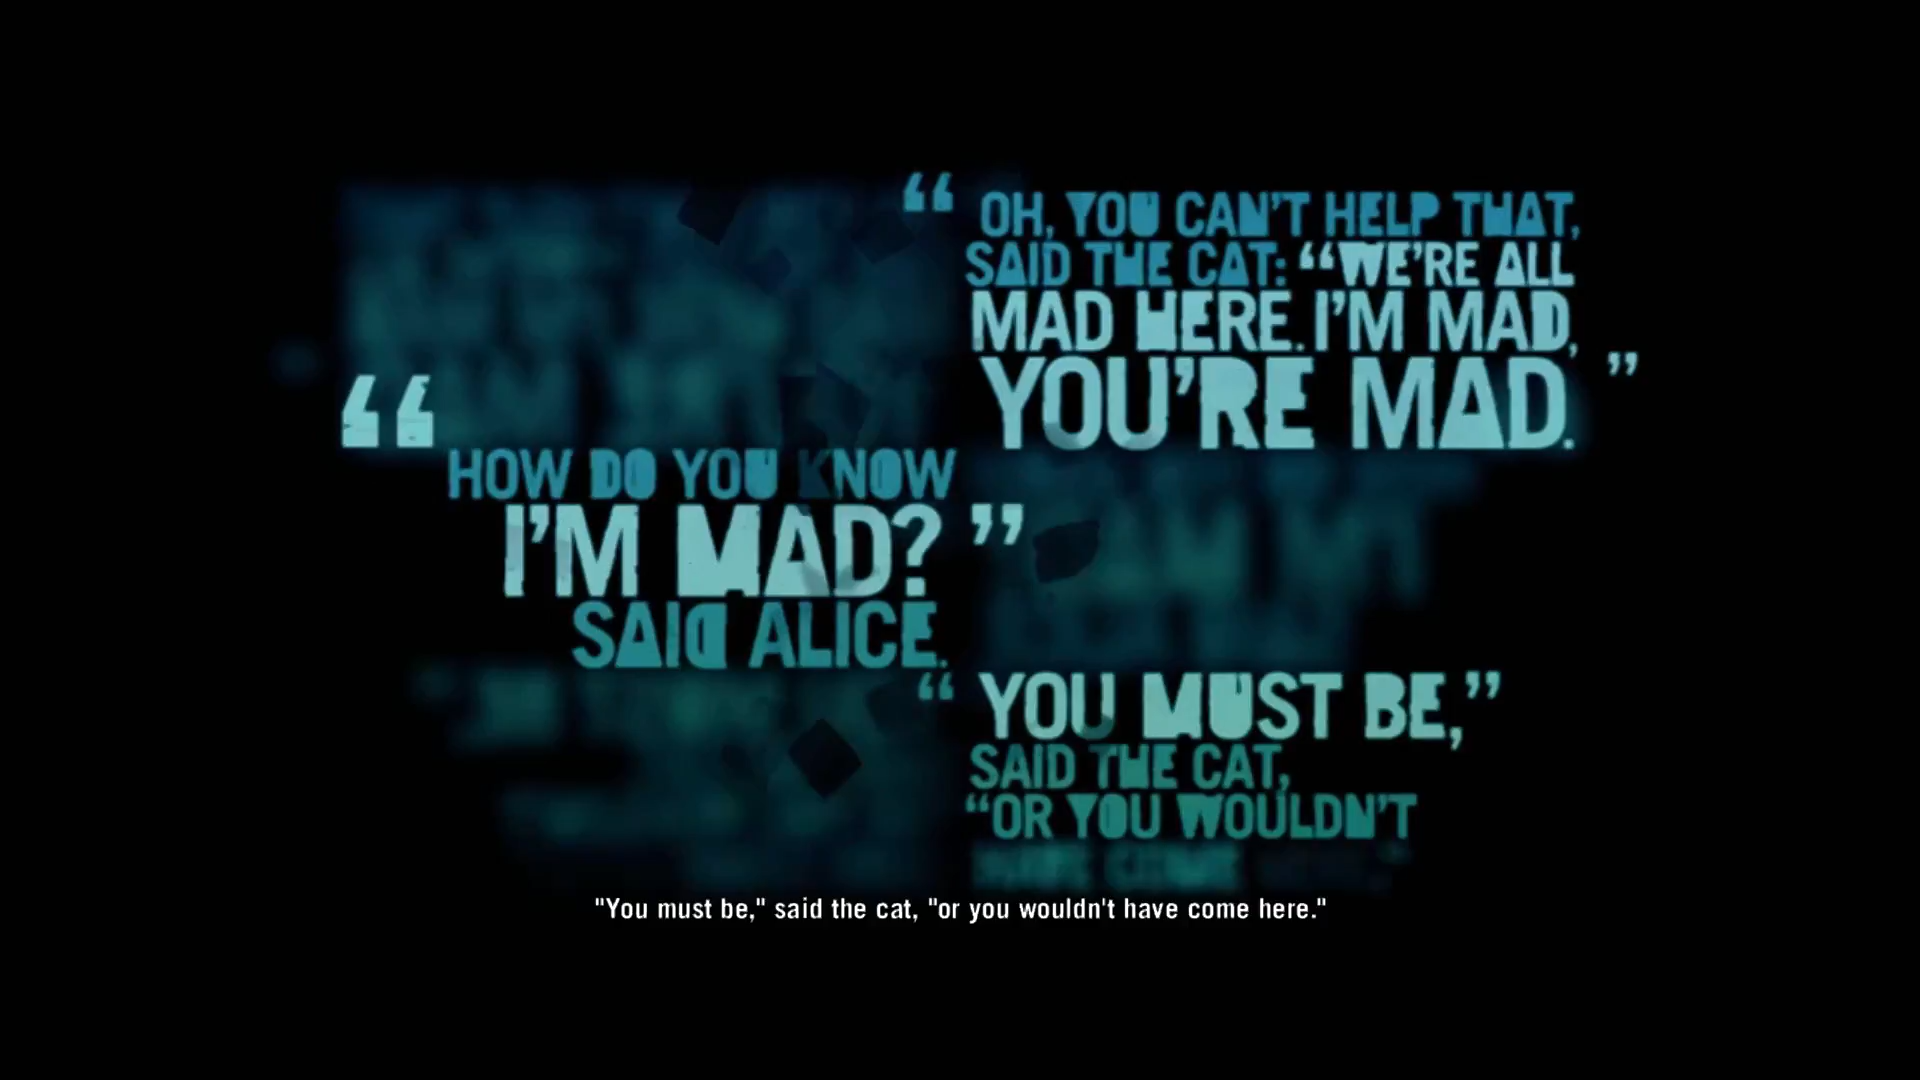 “ OH, YOU CAN'T HELP THAT,
SAID THE CAT: “WE'RE ALL
MAD HERE. I'M MAD,
YOU'RE MAD. ”
“ HOW DO YOU KNOW
I'M MAD? ”
SAID ALICE.
“ YOU MUST BE,”
SAID THE CAT,
“OR YOU WOULDN'T
HAVE COME
"You must be," said the cat, "or you wouldn't have come here."